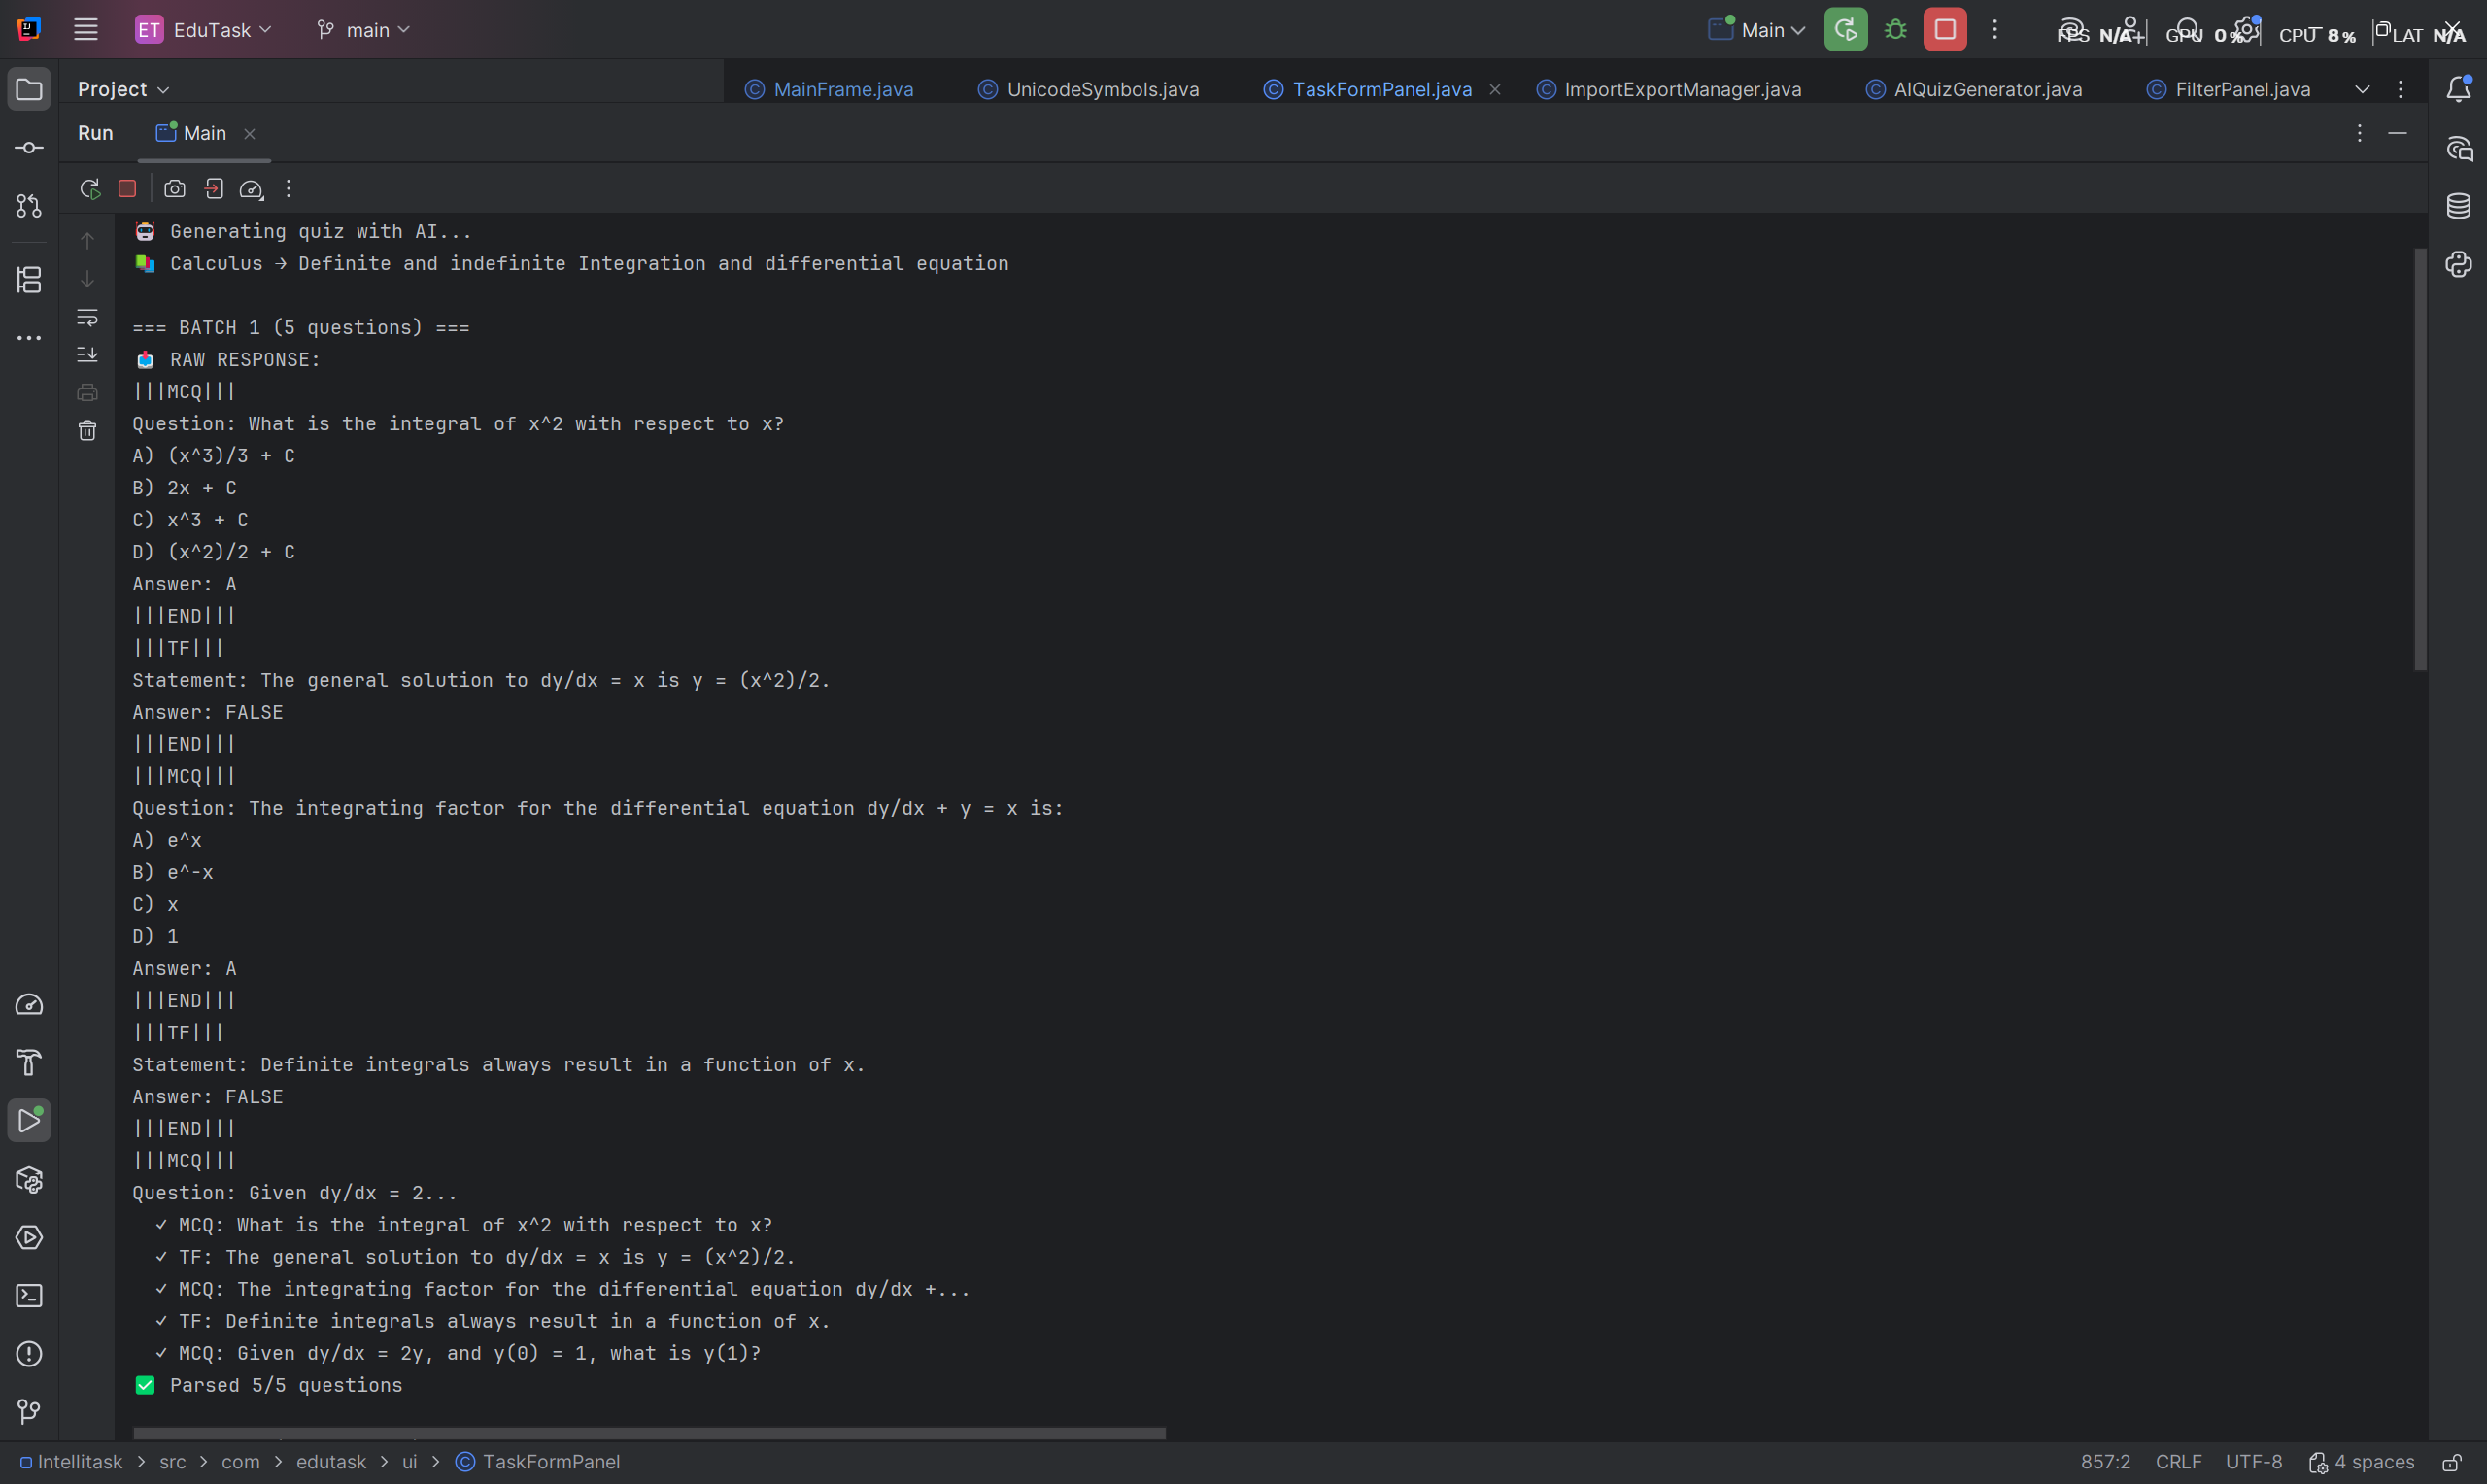 ET EduTask main Main FPS N/A GPU 0% CPU 8% LAT N/A
Project MainFrame.java UnicodeSymbols.java TaskFormPanel.java ImportExportManager.java AIQuizGenerator.java FilterPanel.java
Run Main
Generating quiz with AI...
Calculus → Definite and indefinite Integration and differential equation
=== BATCH 1 (5 questions) ===
RAW RESPONSE:
|||MCQ|||
Question: What is the integral of x^2 with respect to x?
A) (x^3)/3 + C
B) 2x + C
C) x^3 + C
D) (x^2)/2 + C
Answer: A
|||END|||
|||TF|||
Statement: The general solution to dy/dx = x is y = (x^2)/2.
Answer: FALSE
|||END|||
|||MCQ|||
Question: The integrating factor for the differential equation dy/dx + y = x is:
A) e^x
B) e^-x
C) x
D) 1
Answer: A
|||END|||
|||TF|||
Statement: Definite integrals always result in a function of x.
Answer: FALSE
|||END|||
|||MCQ|||
Question: Given dy/dx = 2...
✓ MCQ: What is the integral of x^2 with respect to x?
✓ TF: The general solution to dy/dx = x is y = (x^2)/2.
✓ MCQ: The integrating factor for the differential equation dy/dx +...
✓ TF: Definite integrals always result in a function of x.
✓ MCQ: Given dy/dx = 2y, and y(0) = 1, what is y(1)?
✅ Parsed 5/5 questions
Intellitask > src > com > edutask > ui > TaskFormPanel 857:2 CRLF UTF-8 4 spaces